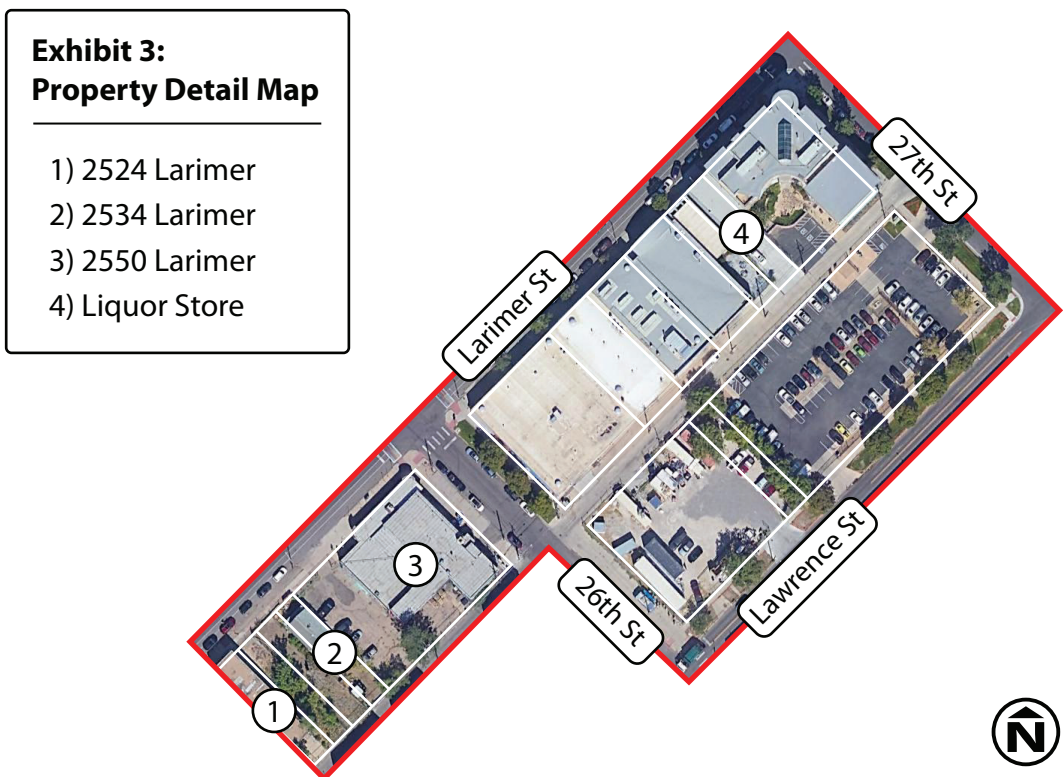 Exhibit 3:
Property Detail Map
1) 2524 Larimer
2) 2534 Larimer
3) 2550 Larimer
4) Liquor Store
27th St
4
Larimer St
3
26th St
Lawrence St
2
1
N